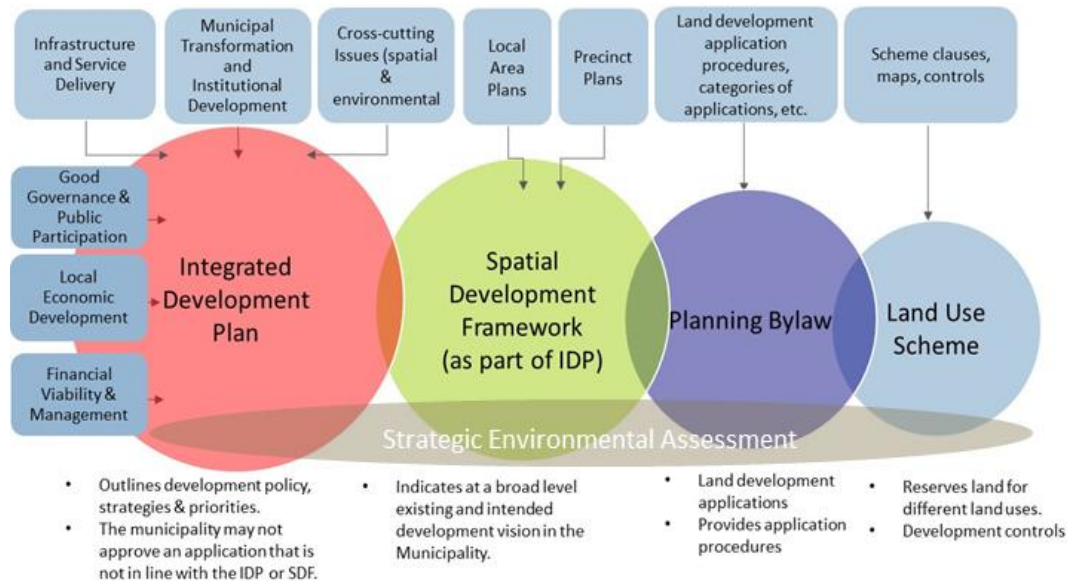 Infrastructure
and Service
Delivery
Municipal
Transformation
and
Institutional
Development
Cross-cutting
Issues (spatial
&
environmental
Local
Area
Plans
Precinct
Plans
Land development
application
procedures,
categories of
applications, etc.
Scheme clauses,
maps, controls
Good
Governance &
Public
Participation
Local
Economic
Development
Financial
Viability &
Management
Integrated
Development
Plan
Spatial
Development
Framework
(as part of IDP)
Planning Bylaw
Land Use
Scheme
Strategic Environmental Assessment
• Outlines development policy,
strategies & priorities.
• The municipality may not
approve an application that is
not in line with the IDP or SDF.
• Indicates at a broad level
existing and intended
development vision in the
Municipality.
• Land development
applications
• Provides application
procedures
• Reserves land for
different land uses.
• Development controls